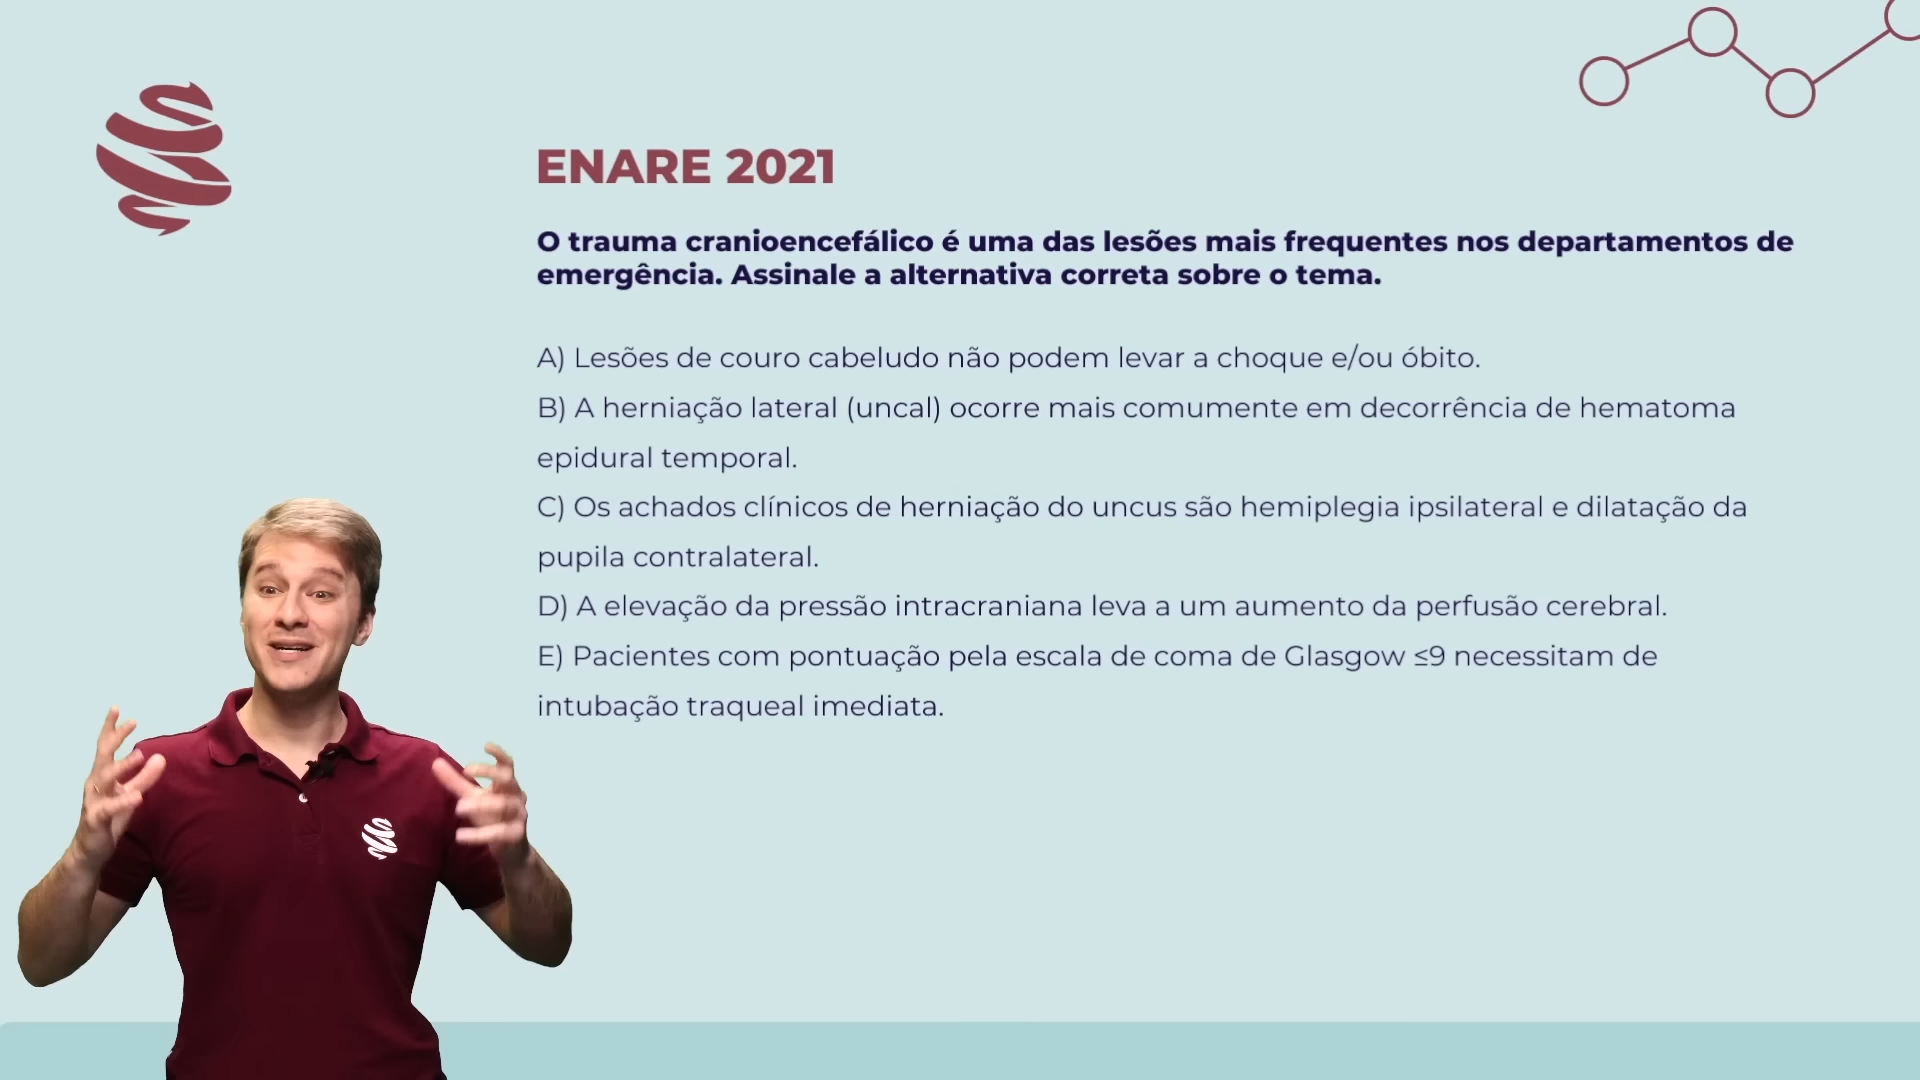 ENARE 2021
O trauma cranioencefálico é uma das lesões mais frequentes nos departamentos de
emergência. Assinale a alternativa correta sobre o tema.
A) Lesões de couro cabeludo não podem levar a choque e/ou óbito.
B) A herniação lateral (uncal) ocorre mais comumente em decorrência de hematoma
epidural temporal.
C) Os achados clínicos de herniação do uncus são hemiplegia ipsilateral e dilatação da
pupila contralateral.
D) A elevação da pressão intracraniana leva a um aumento da perfusão cerebral.
E) Pacientes com pontuação pela escala de coma de Glasgow ≤9 necessitam de
intubação traqueal imediata.